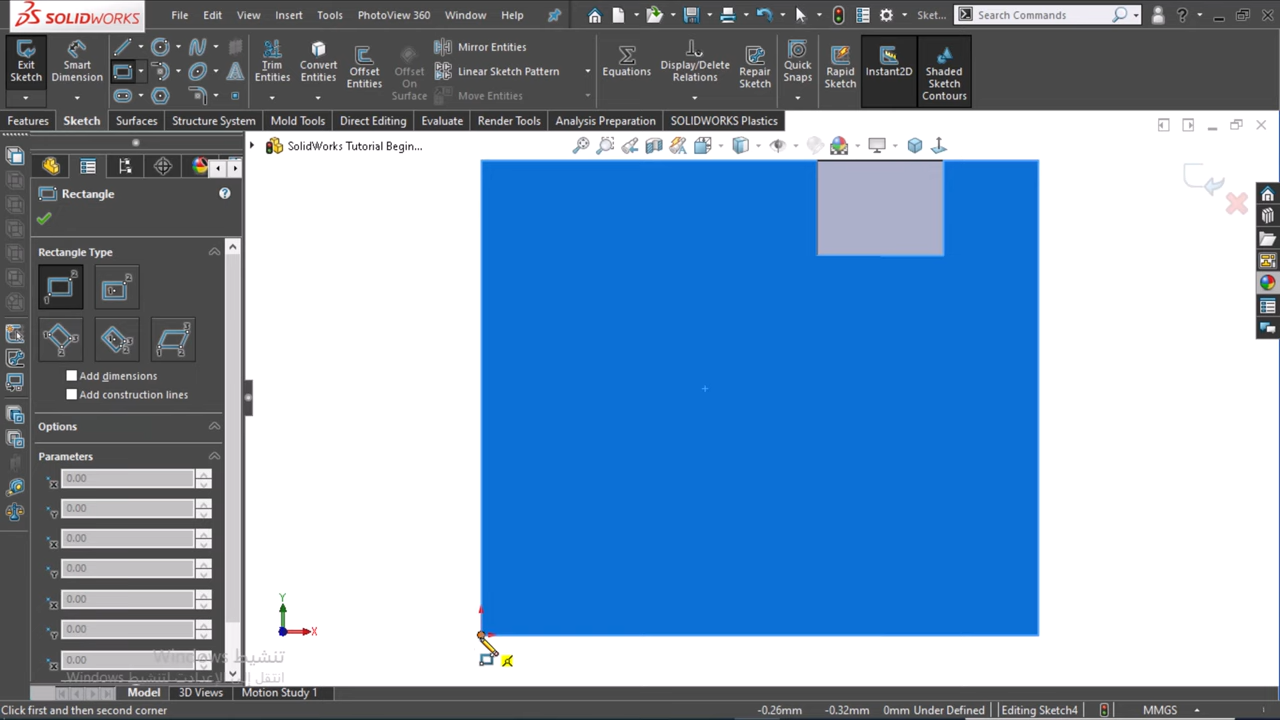 SOLIDWORKS File Edit View Insert Tools PhotoView 360 Window Help Sket... Search Commands
Exit Sketch
Smart Dimension
Trim Entities
Convert Entities
Offset Entities
Offset On Surface
Mirror Entities
Linear Sketch Pattern
Move Entities
Equations
Display/Delete Relations
Repair Sketch
Quick Snaps
Rapid Sketch
Instant2D
Shaded Sketch Contours
Features Sketch Surfaces Structure System Mold Tools Direct Editing Evaluate Render Tools Analysis Preparation SOLIDWORKS Plastics
SolidWorks Tutorial Begin...
Rectangle
Rectangle Type
Add dimensions
Add construction lines
Options
Parameters
0.00
0.00
0.00
0.00
0.00
0.00
0.00
Y
X
تنشيط Windows
انتقل إلى الإعدادت لتنشيط Windows
Model 3D Views Motion Study 1
Click first and then second corner -0.26mm -0.32mm 0mm Under Defined Editing Sketch4 MMGS